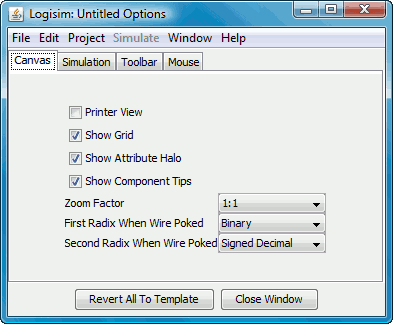 Logisim: Untitled Options
File Edit Project Simulate Window Help
Canvas Simulation Toolbar Mouse
Printer View
Show Grid
Show Attribute Halo
Show Component Tips
Zoom Factor 1:1
First Radix When Wire Poked Binary
Second Radix When Wire Poked Signed Decimal
Revert All To Template Close Window